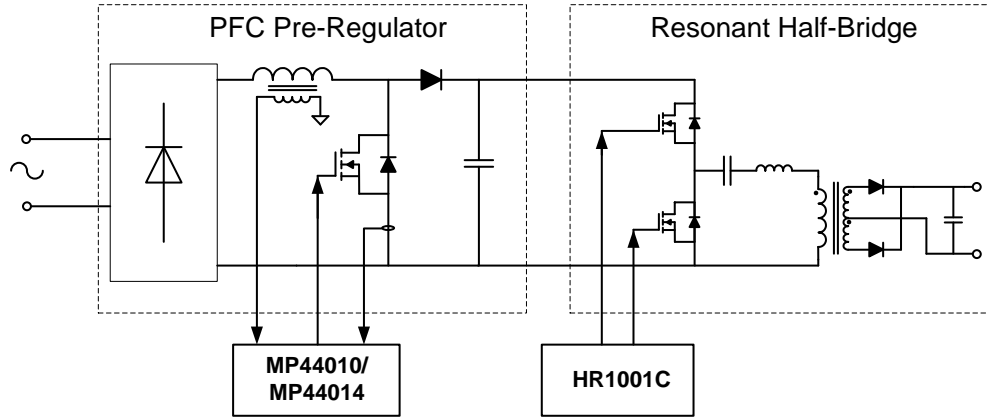 PFC Pre-Regulator
Resonant Half-Bridge
MP44010/
MP44014
HR1001C